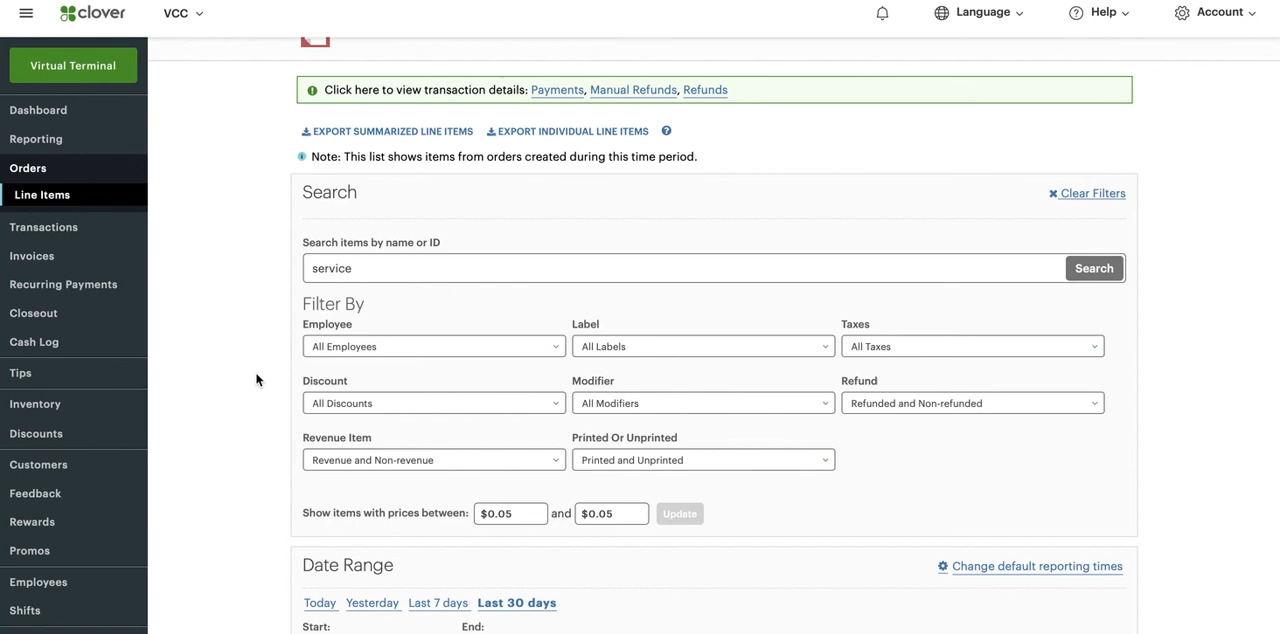 clover
VCC
Language
Help
Account
Virtual Terminal
Dashboard
Reporting
Orders
Line Items
Transactions
Invoices
Recurring Payments
Closeout
Cash Log
Tips
Inventory
Discounts
Customers
Feedback
Rewards
Promos
Employees
Shifts
Click here to view transaction details: Payments, Manual Refunds, Refunds
EXPORT SUMMARIZED LINE ITEMS EXPORT INDIVIDUAL LINE ITEMS
Note: This list shows items from orders created during this time period.
Search
Clear Filters
Search items by name or ID
service
Search
Filter By
Employee Label Taxes
All Employees All Labels All Taxes
Discount Modifier Refund
All Discounts All Modifiers Refunded and Non-refunded
Revenue Item Printed Or Unprinted
Revenue and Non-revenue Printed and Unprinted
Show items with prices between: $0.05 and $0.05 Update
Date Range
Change default reporting times
Today Yesterday Last 7 days Last 30 days
Start: End: